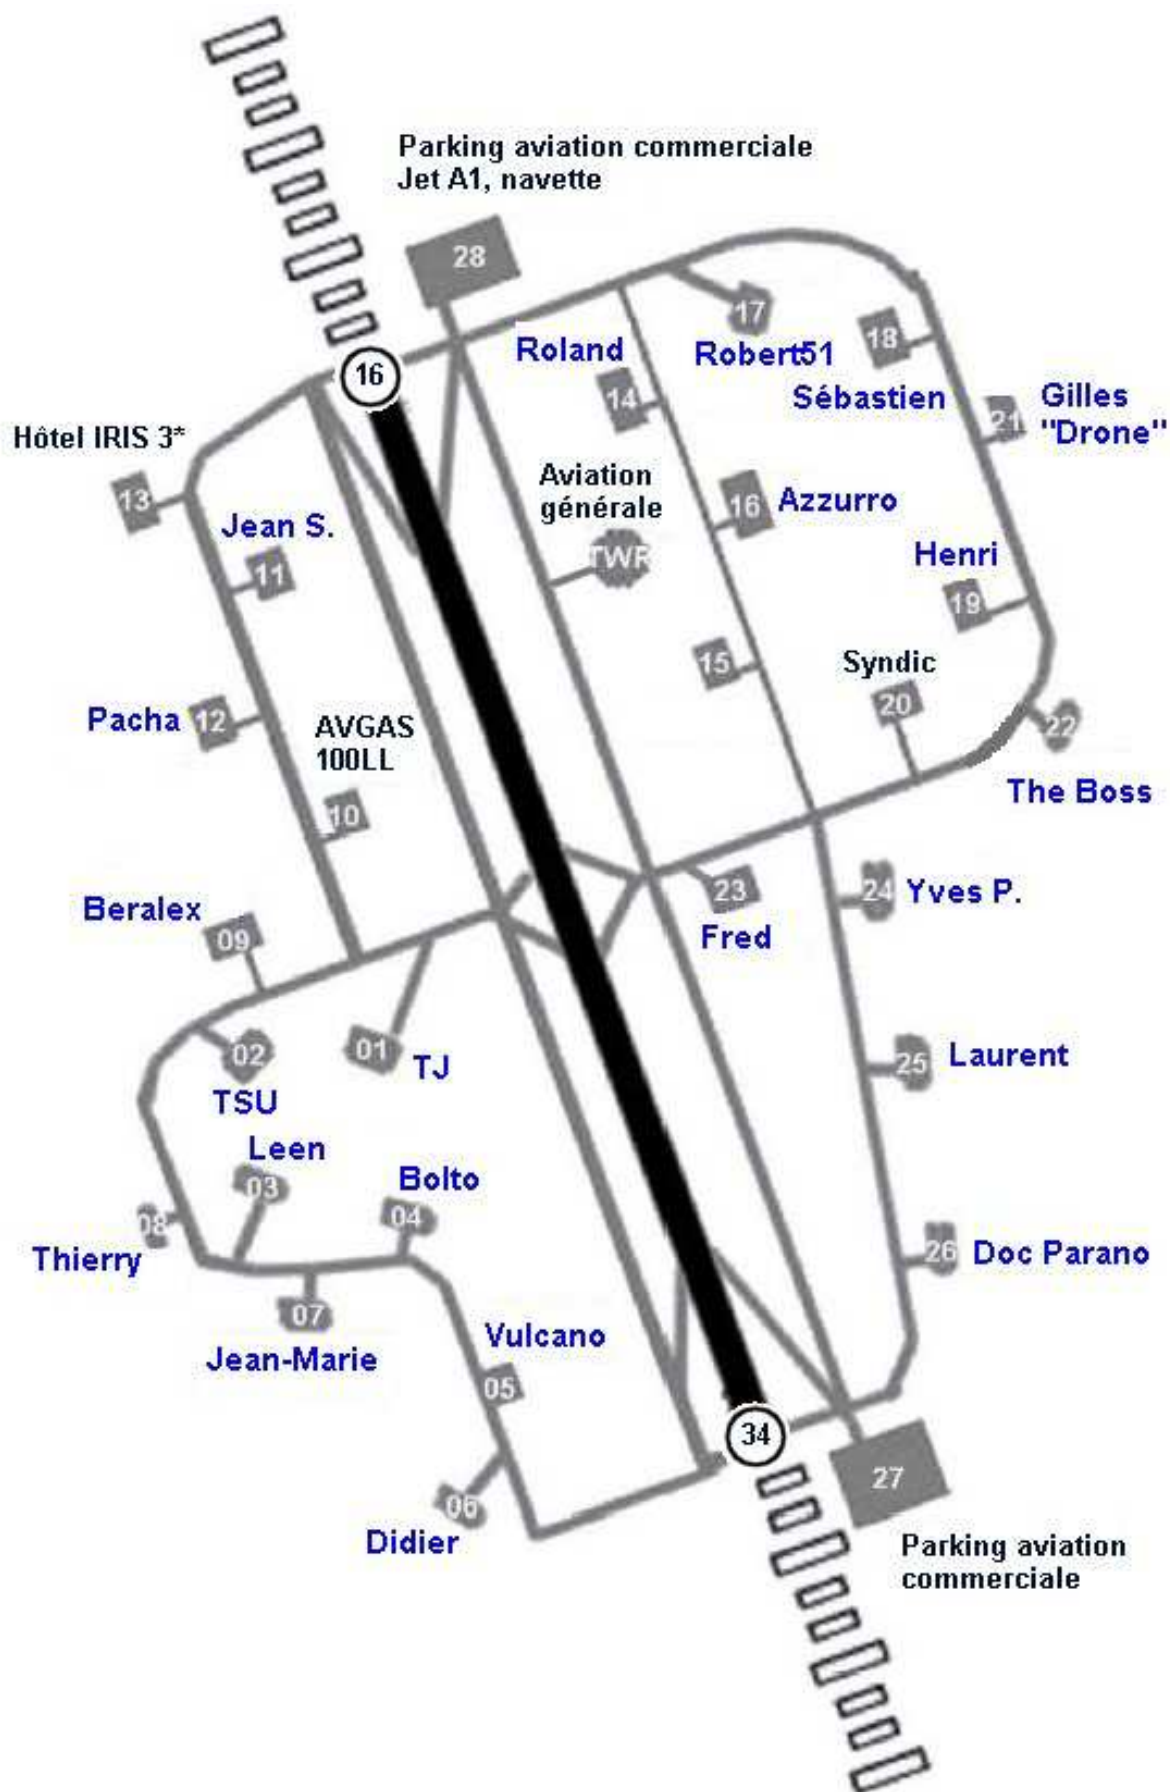 Parking aviation commerciale
Jet A1, navette
28
17
Roland
Robert51
18
16
Sébastien
Gilles
"Drone"
21
14
Hôtel IRIS 3*
13
Aviation
générale
16
Azzurro
Jean S.
11
TWR
Henri
19
15
Syndic
20
Pacha
12
AVGAS
100LL
22
The Boss
10
23
24
Yves P.
Beralex
09
Fred
01
02
TJ
25
Laurent
TSU
Leen
03
Bolto
04
08
Thierry
26
Doc Parano
07
Jean-Marie
Vulcano
05
34
27
06
Didier
Parking aviation
commerciale